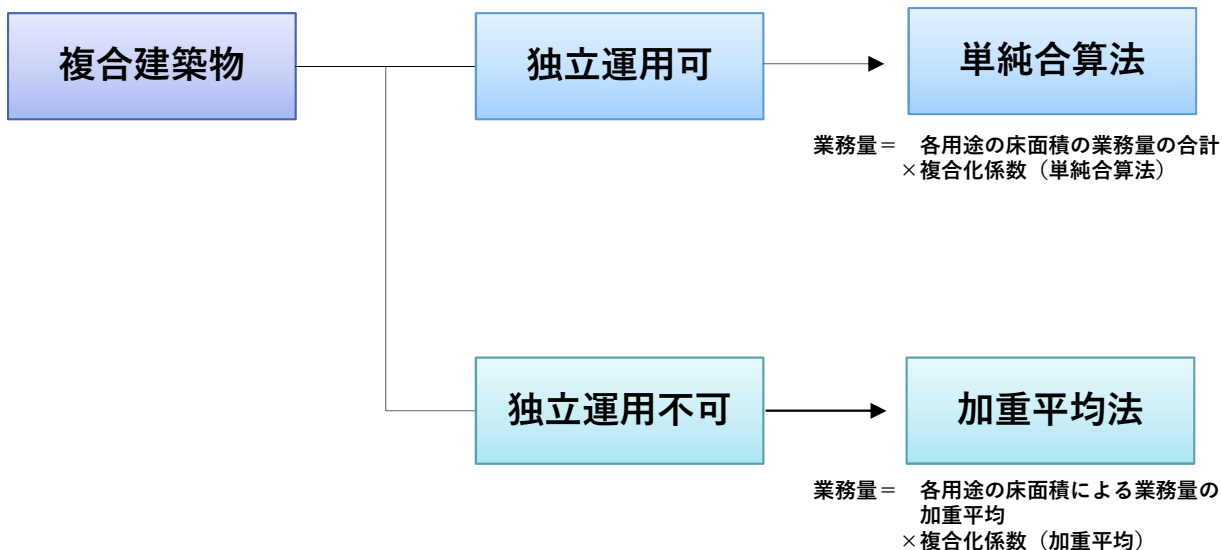 複合建築物
独立運用可
単純合算法
業務量＝　各用途の床面積の業務量の合計
×複合化係数（単純合算法）
独立運用不可
加重平均法
業務量＝　各用途の床面積による業務量の
加重平均
×複合化係数（加重平均）